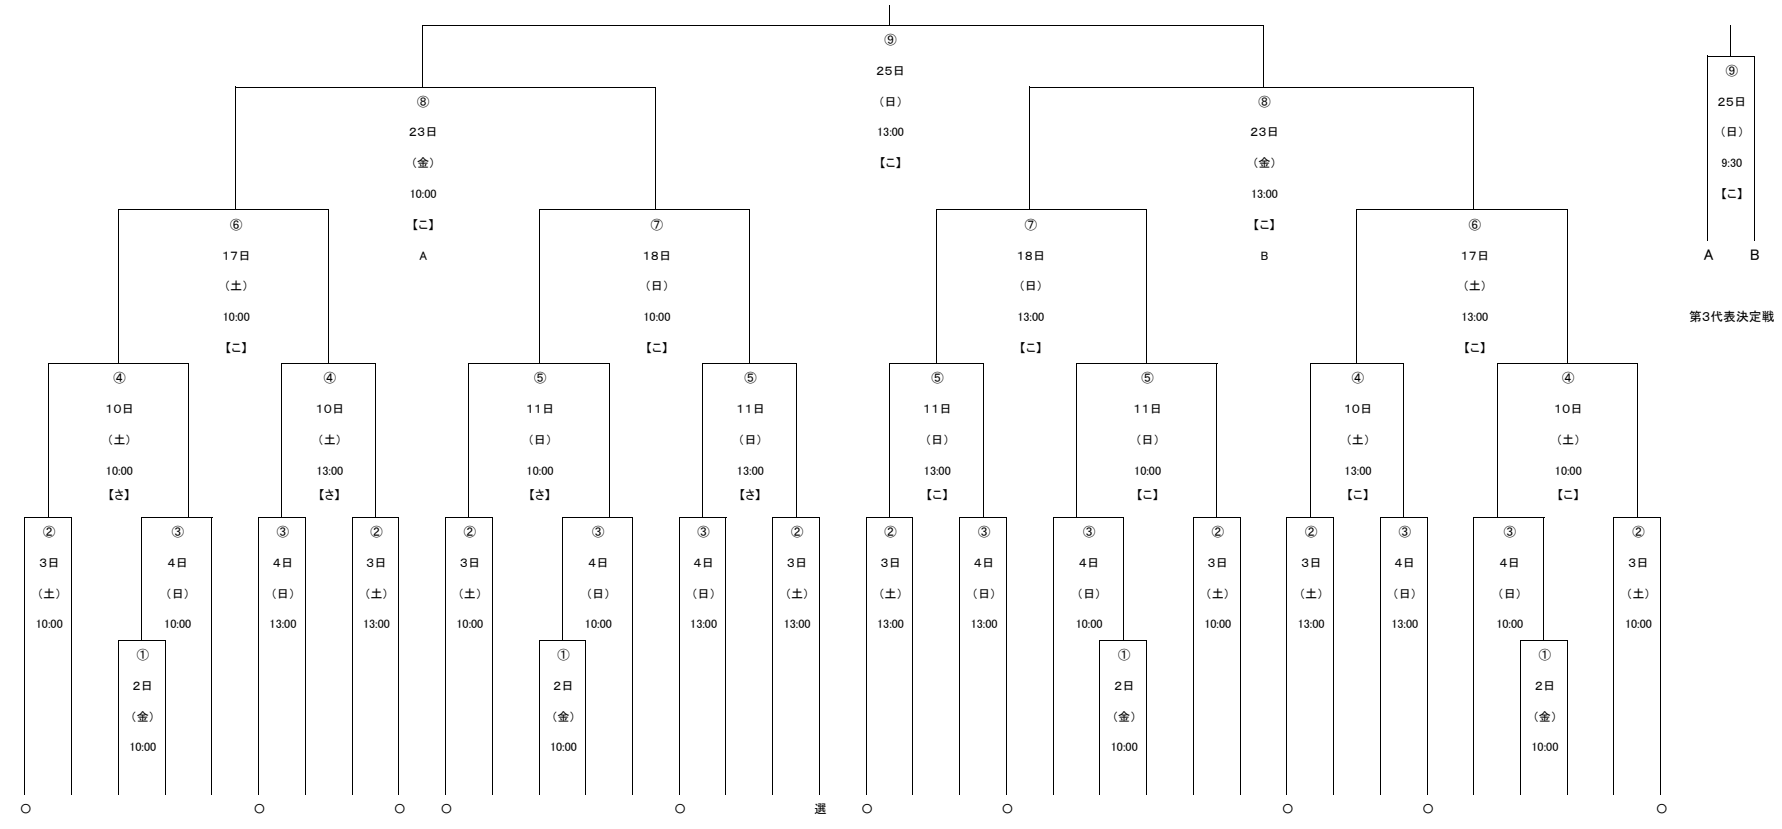 ⑨
25日
（日）
13:00
【こ】
⑨
25日
（日）
9:30
【こ】
A B
第3代表決定戦
⑧ ⑧
23日 23日
（金） （金）
10:00 13:00
【こ】 【こ】
A B
⑥ ⑦ ⑦ ⑥
17日 18日 18日 17日
（土） （日） （日） （土）
10:00 10:00 13:00 13:00
【こ】 【こ】 【こ】 【こ】
④ ④ ⑤ ⑤ ⑤ ⑤ ④ ④
10日 10日 11日 11日 11日 11日 10日 10日
（土） （土） （日） （日） （日） （日） （土） （土）
10:00 13:00 10:00 13:00 13:00 10:00 13:00 10:00
【さ】 【さ】 【さ】 【さ】 【こ】 【こ】 【こ】 【こ】
② ③ ③ ② ② ③ ③ ② ② ③ ③ ② ② ③ ③ ②
3日 4日 4日 3日 3日 4日 4日 3日 3日 4日 4日 3日 3日 4日 4日 3日
（土） （日） （日） （土） （土） （日） （日） （土） （土） （日） （日） （土） （土） （日） （日） （土）
10:00 10:00 13:00 13:00 10:00 10:00 13:00 13:00 13:00 13:00 10:00 10:00 13:00 13:00 10:00 10:00
① ① ① ①
2日 2日 2日 2日
（金） （金） （金） （金）
10:00 10:00 10:00 10:00
○ ○ ○ ○ ○ 選 ○ ○ ○ ○ ○